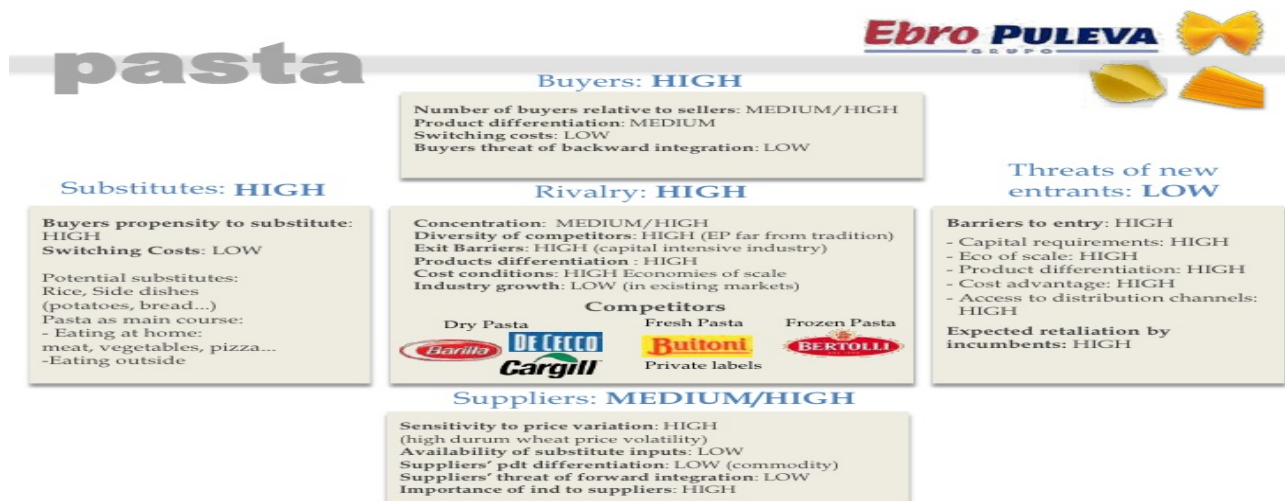 pasta
Ebro PULEVA
GRUPO
Buyers: HIGH
Number of buyers relative to sellers: MEDIUM/HIGH
Product differentiation: MEDIUM
Switching costs: LOW
Buyers threat of backward integration: LOW
Substitutes: HIGH
Buyers propensity to substitute:
HIGH
Switching Costs: LOW
Potential substitutes:
Rice, Side dishes
(potatoes, bread...)
Pasta as main course:
- Eating at home:
meat, vegetables, pizza...
-Eating outside
Rivalry: HIGH
Concentration: MEDIUM/HIGH
Diversity of competitors: HIGH (EP far from tradition)
Exit Barriers: HIGH (capital intensive industry)
Products differentiation : HIGH
Cost conditions: HIGH Economies of scale
Industry growth: LOW (in existing markets)
Competitors
Dry Pasta
Fresh Pasta
Frozen Pasta
Barilla
DE CECCO
Cargill
Buitoni
Private labels
BERTOLLI
Threats of new
entrants: LOW
Barriers to entry: HIGH
- Capital requirements: HIGH
- Eco of scale: HIGH
- Product differentiation: HIGH
- Cost advantage: HIGH
- Access to distribution channels:
HIGH
Expected retaliation by
incumbents: HIGH
Suppliers: MEDIUM/HIGH
Sensitivity to price variation: HIGH
(high durum wheat price volatility)
Availability of substitute inputs: LOW
Suppliers' pdt differentiation: LOW (commodity)
Suppliers' threat of forward integration: LOW
Importance of ind to suppliers: HIGH